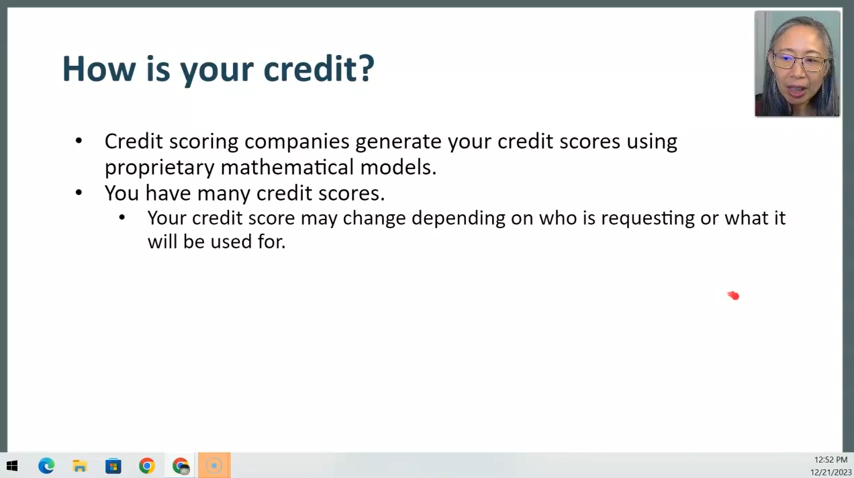 How is your credit?
• Credit scoring companies generate your credit scores using
proprietary mathematical models.
• You have many credit scores.
• Your credit score may change depending on who is requesting or what it
will be used for.
12:52 PM
12/21/2023